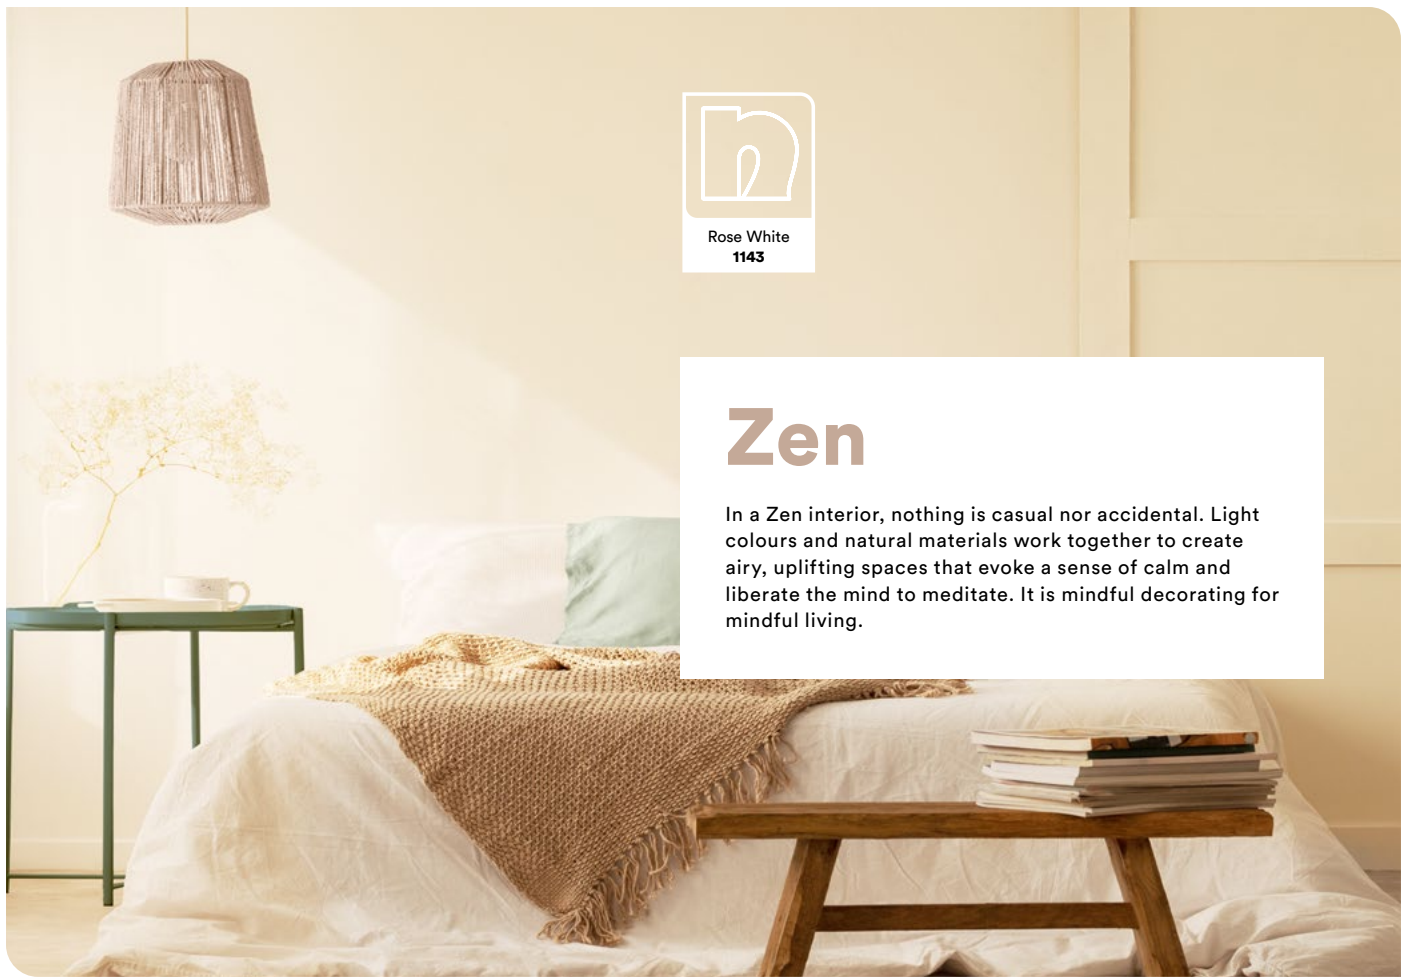 n
Rose White
1143
Zen
In a Zen interior, nothing is casual nor accidental. Light
colours and natural materials work together to create
airy, uplifting spaces that evoke a sense of calm and
liberate the mind to meditate. It is mindful decorating for
mindful living.